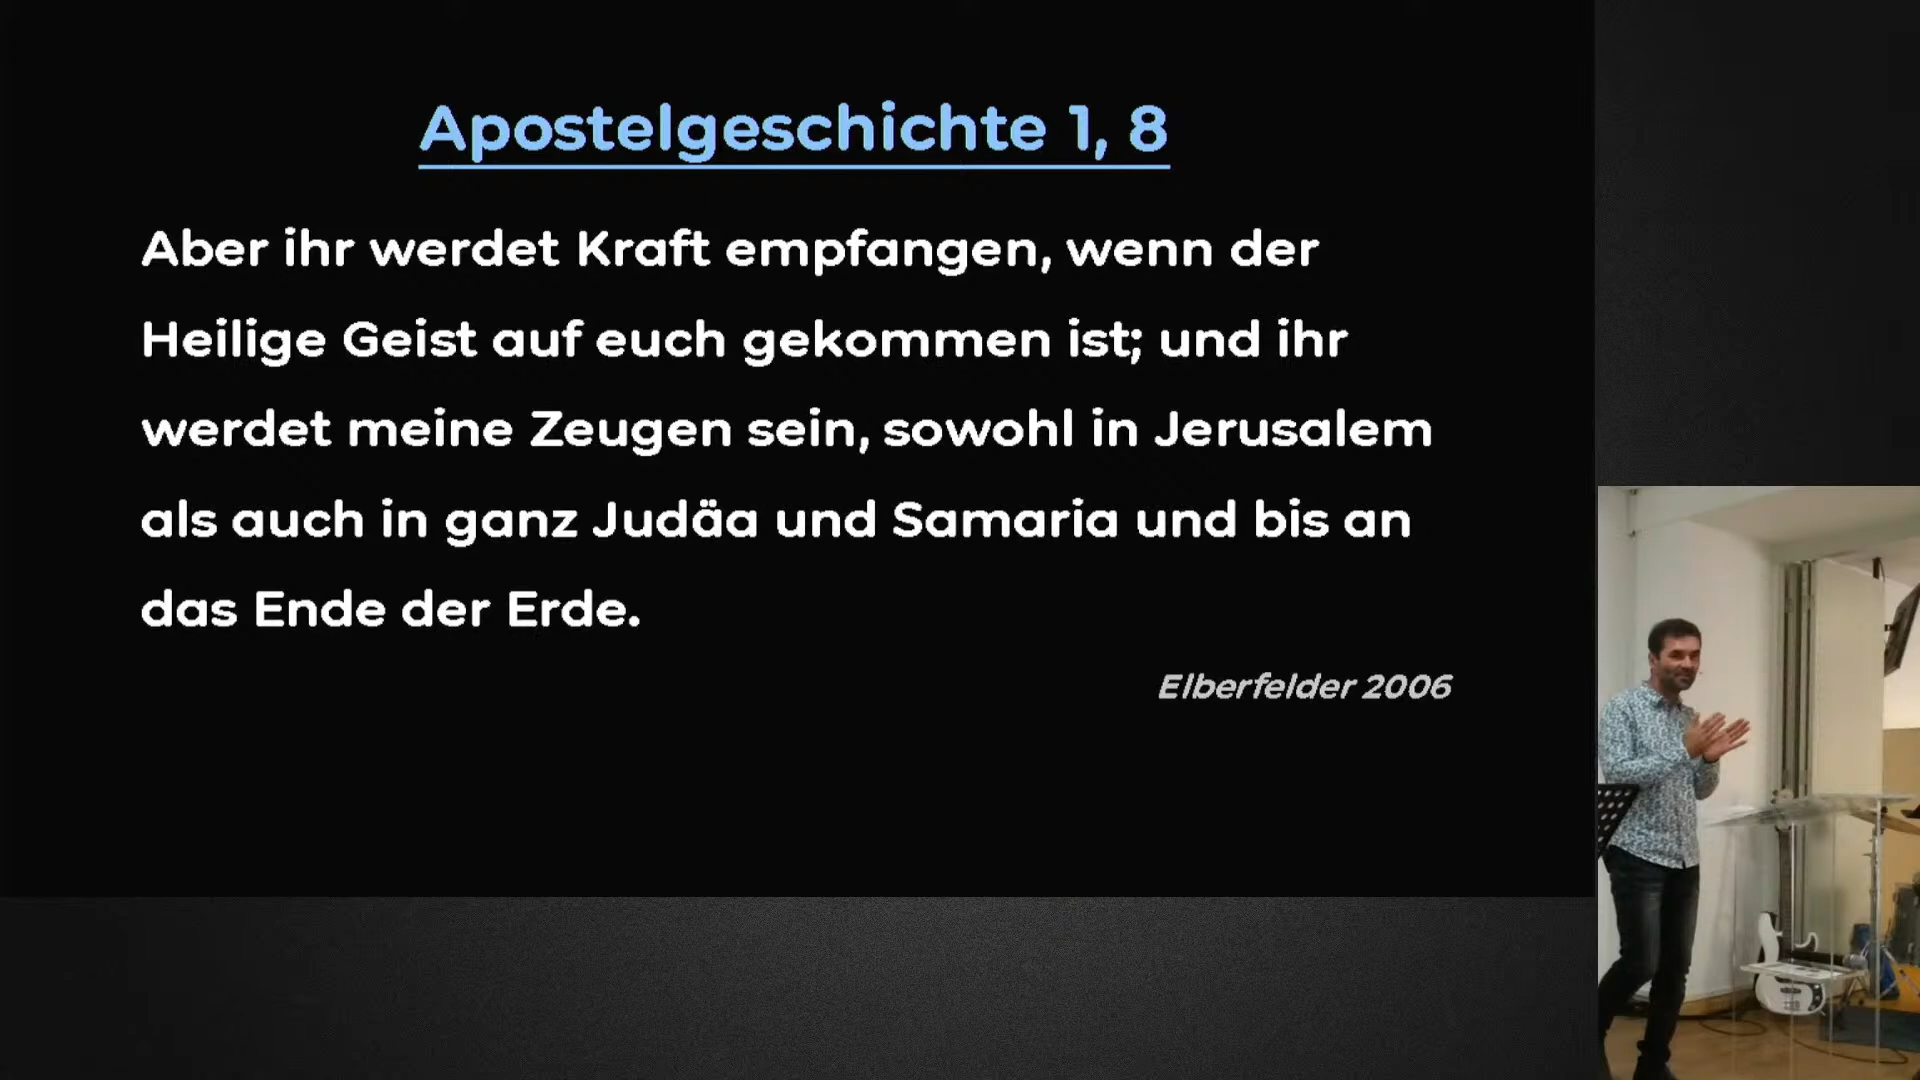 Apostelgeschichte 1, 8
Aber ihr werdet Kraft empfangen, wenn der
Heilige Geist auf euch gekommen ist; und ihr
werdet meine Zeugen sein, sowohl in Jerusalem
als auch in ganz Judäa und Samaria und bis an
das Ende der Erde.
Elberfelder 2006